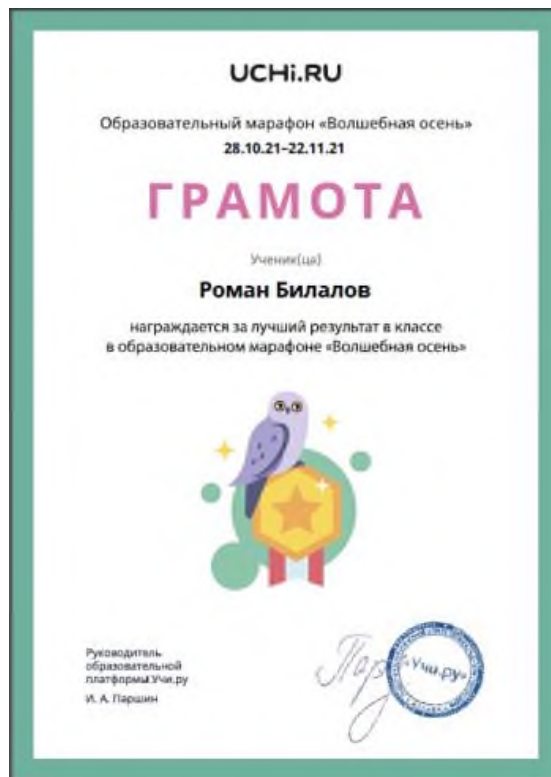 UCHi.RU
Образовательный марафон «Волшебная осень»
28.10.21–22.11.21
ГРАМОТА
Ученик(ца)
Роман Билалов
награждается за лучший результат в классе
в образовательном марафоне «Волшебная осень»
Руководитель
образовательной
платформы Учи.ру
И. А. Паршин
«Учи.ру»